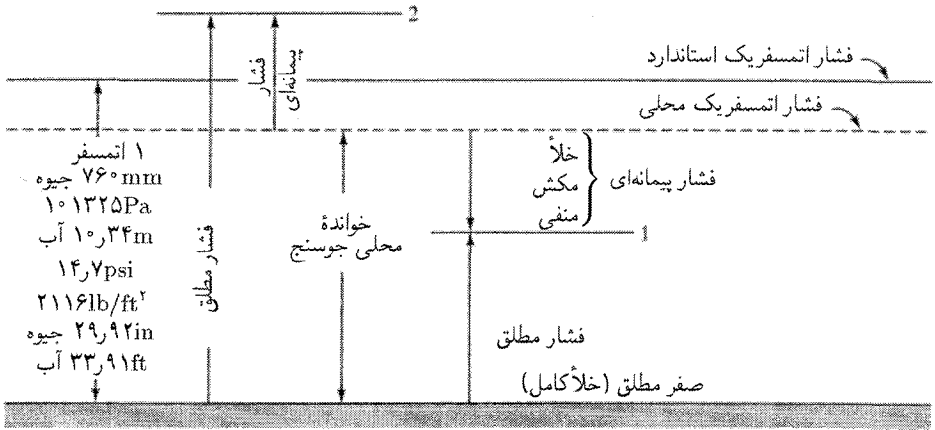 2
فشار اتمسفریک استاندارد
فشار پیمانه‌ای
فشار اتمسفریک محلی
۱ اتمسفر
۷۶۰mm جیوه
۱۰۱۳۲۵Pa
۱۰٫۳۴m آب
۱۴٫۷psi
۲۱۱۶lb/ft²
۲۹٫۹۲in جیوه
۳۳٫۹۱ft آب
فشار مطلق
خواندهٔ
محلی جوسنج
خلأ
مکش
منفی
فشار پیمانه‌ای
1
فشار مطلق
صفر مطلق (خلأ کامل)